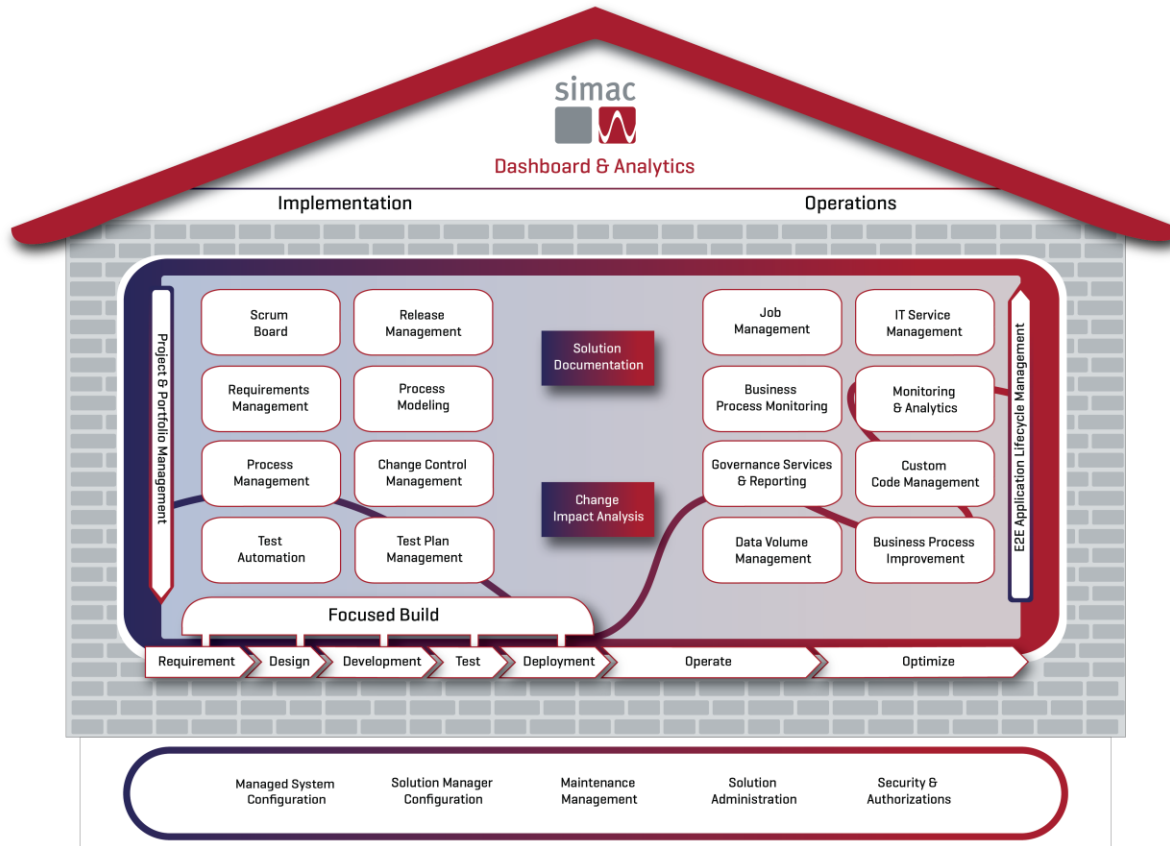 simac
Dashboard & Analytics
Implementation
Operations
Project & Portfolio Management
Scrum
Board
Release
Management
Requirements
Management
Process
Modeling
Process
Management
Change Control
Management
Test
Automation
Test Plan
Management
Solution
Documentation
Change
Impact Analysis
Job
Management
IT Service
Management
Business
Process Monitoring
Monitoring
& Analytics
Governance Services
& Reporting
Custom
Code Management
Data Volume
Management
Business Process
Improvement
E2E Application Lifecycle Management
Focused Build
Requirement
Design
Development
Test
Deployment
Operate
Optimize
Managed System
Configuration
Solution Manager
Configuration
Maintenance
Management
Solution
Administration
Security &
Authorizations